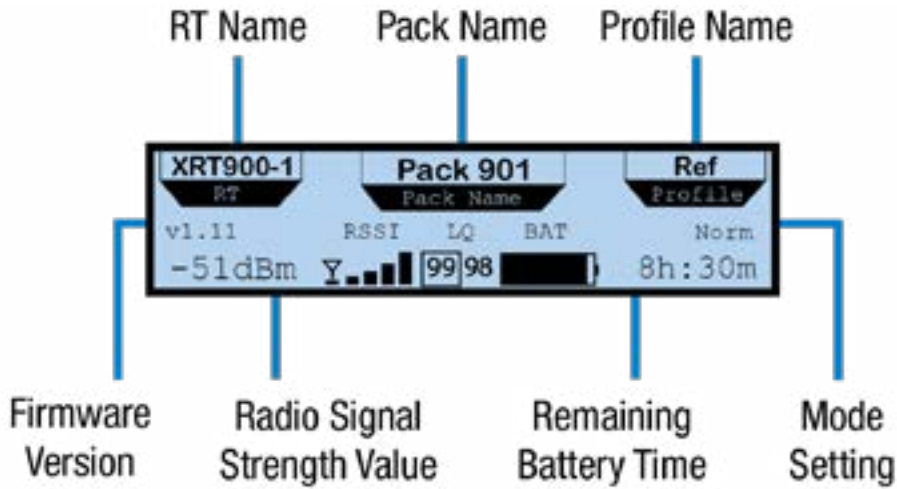 RT Name Pack Name Profile Name
XRT900-1 Pack 901 Ref
RT Pack Name Profile
v1.11 RSSI LQ BAT Norm
-51dBm 99 98 8h:30m
Firmware Radio Signal Remaining Mode
Version Strength Value Battery Time Setting